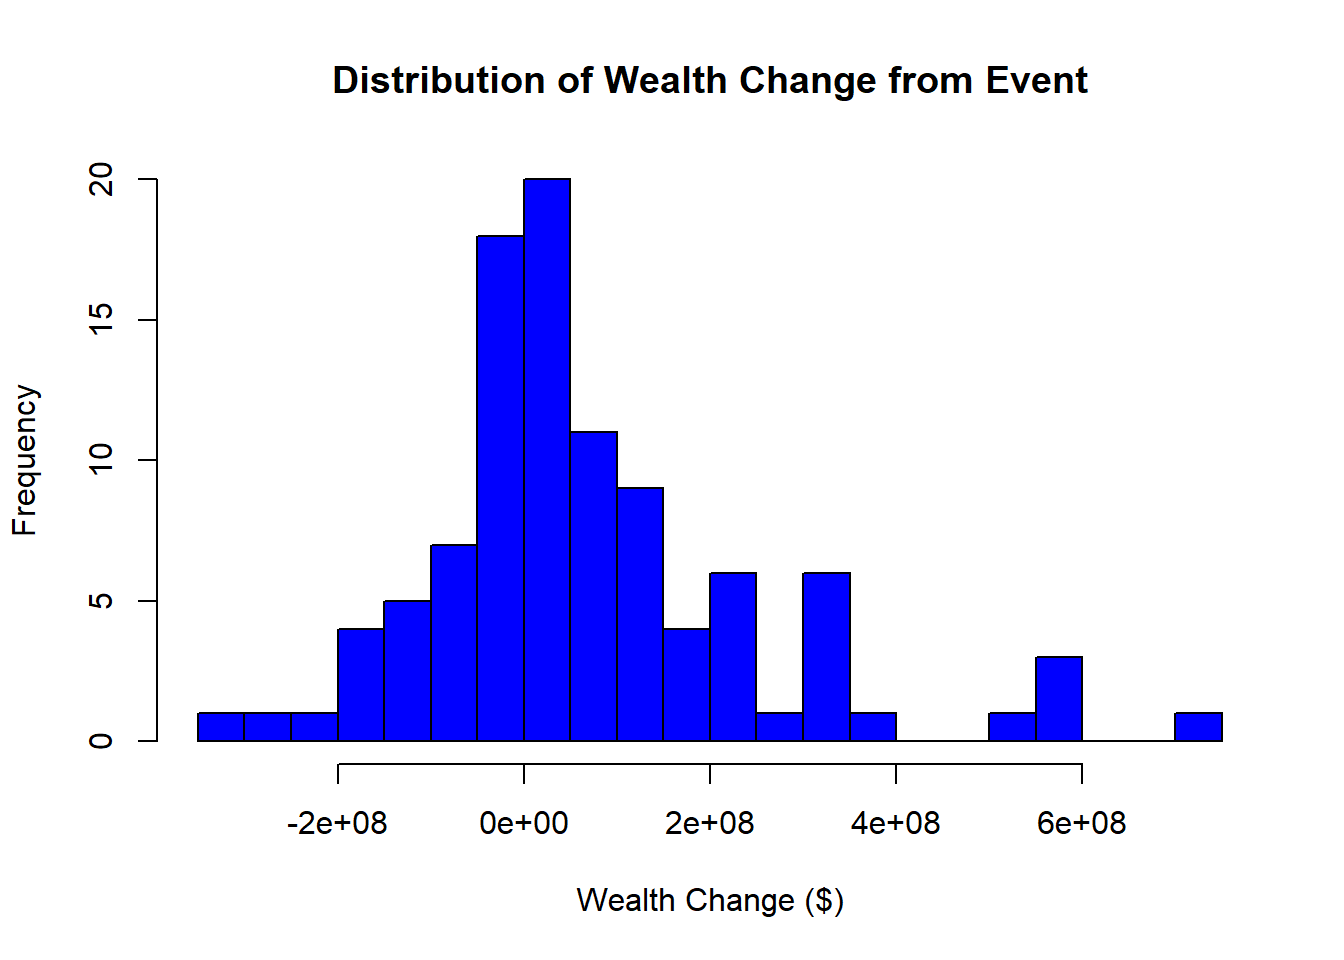 Distribution of Wealth Change from Event
20
15
10
5
0
Frequency
-2e+08 0e+00 2e+08 4e+08 6e+08
Wealth Change ($)